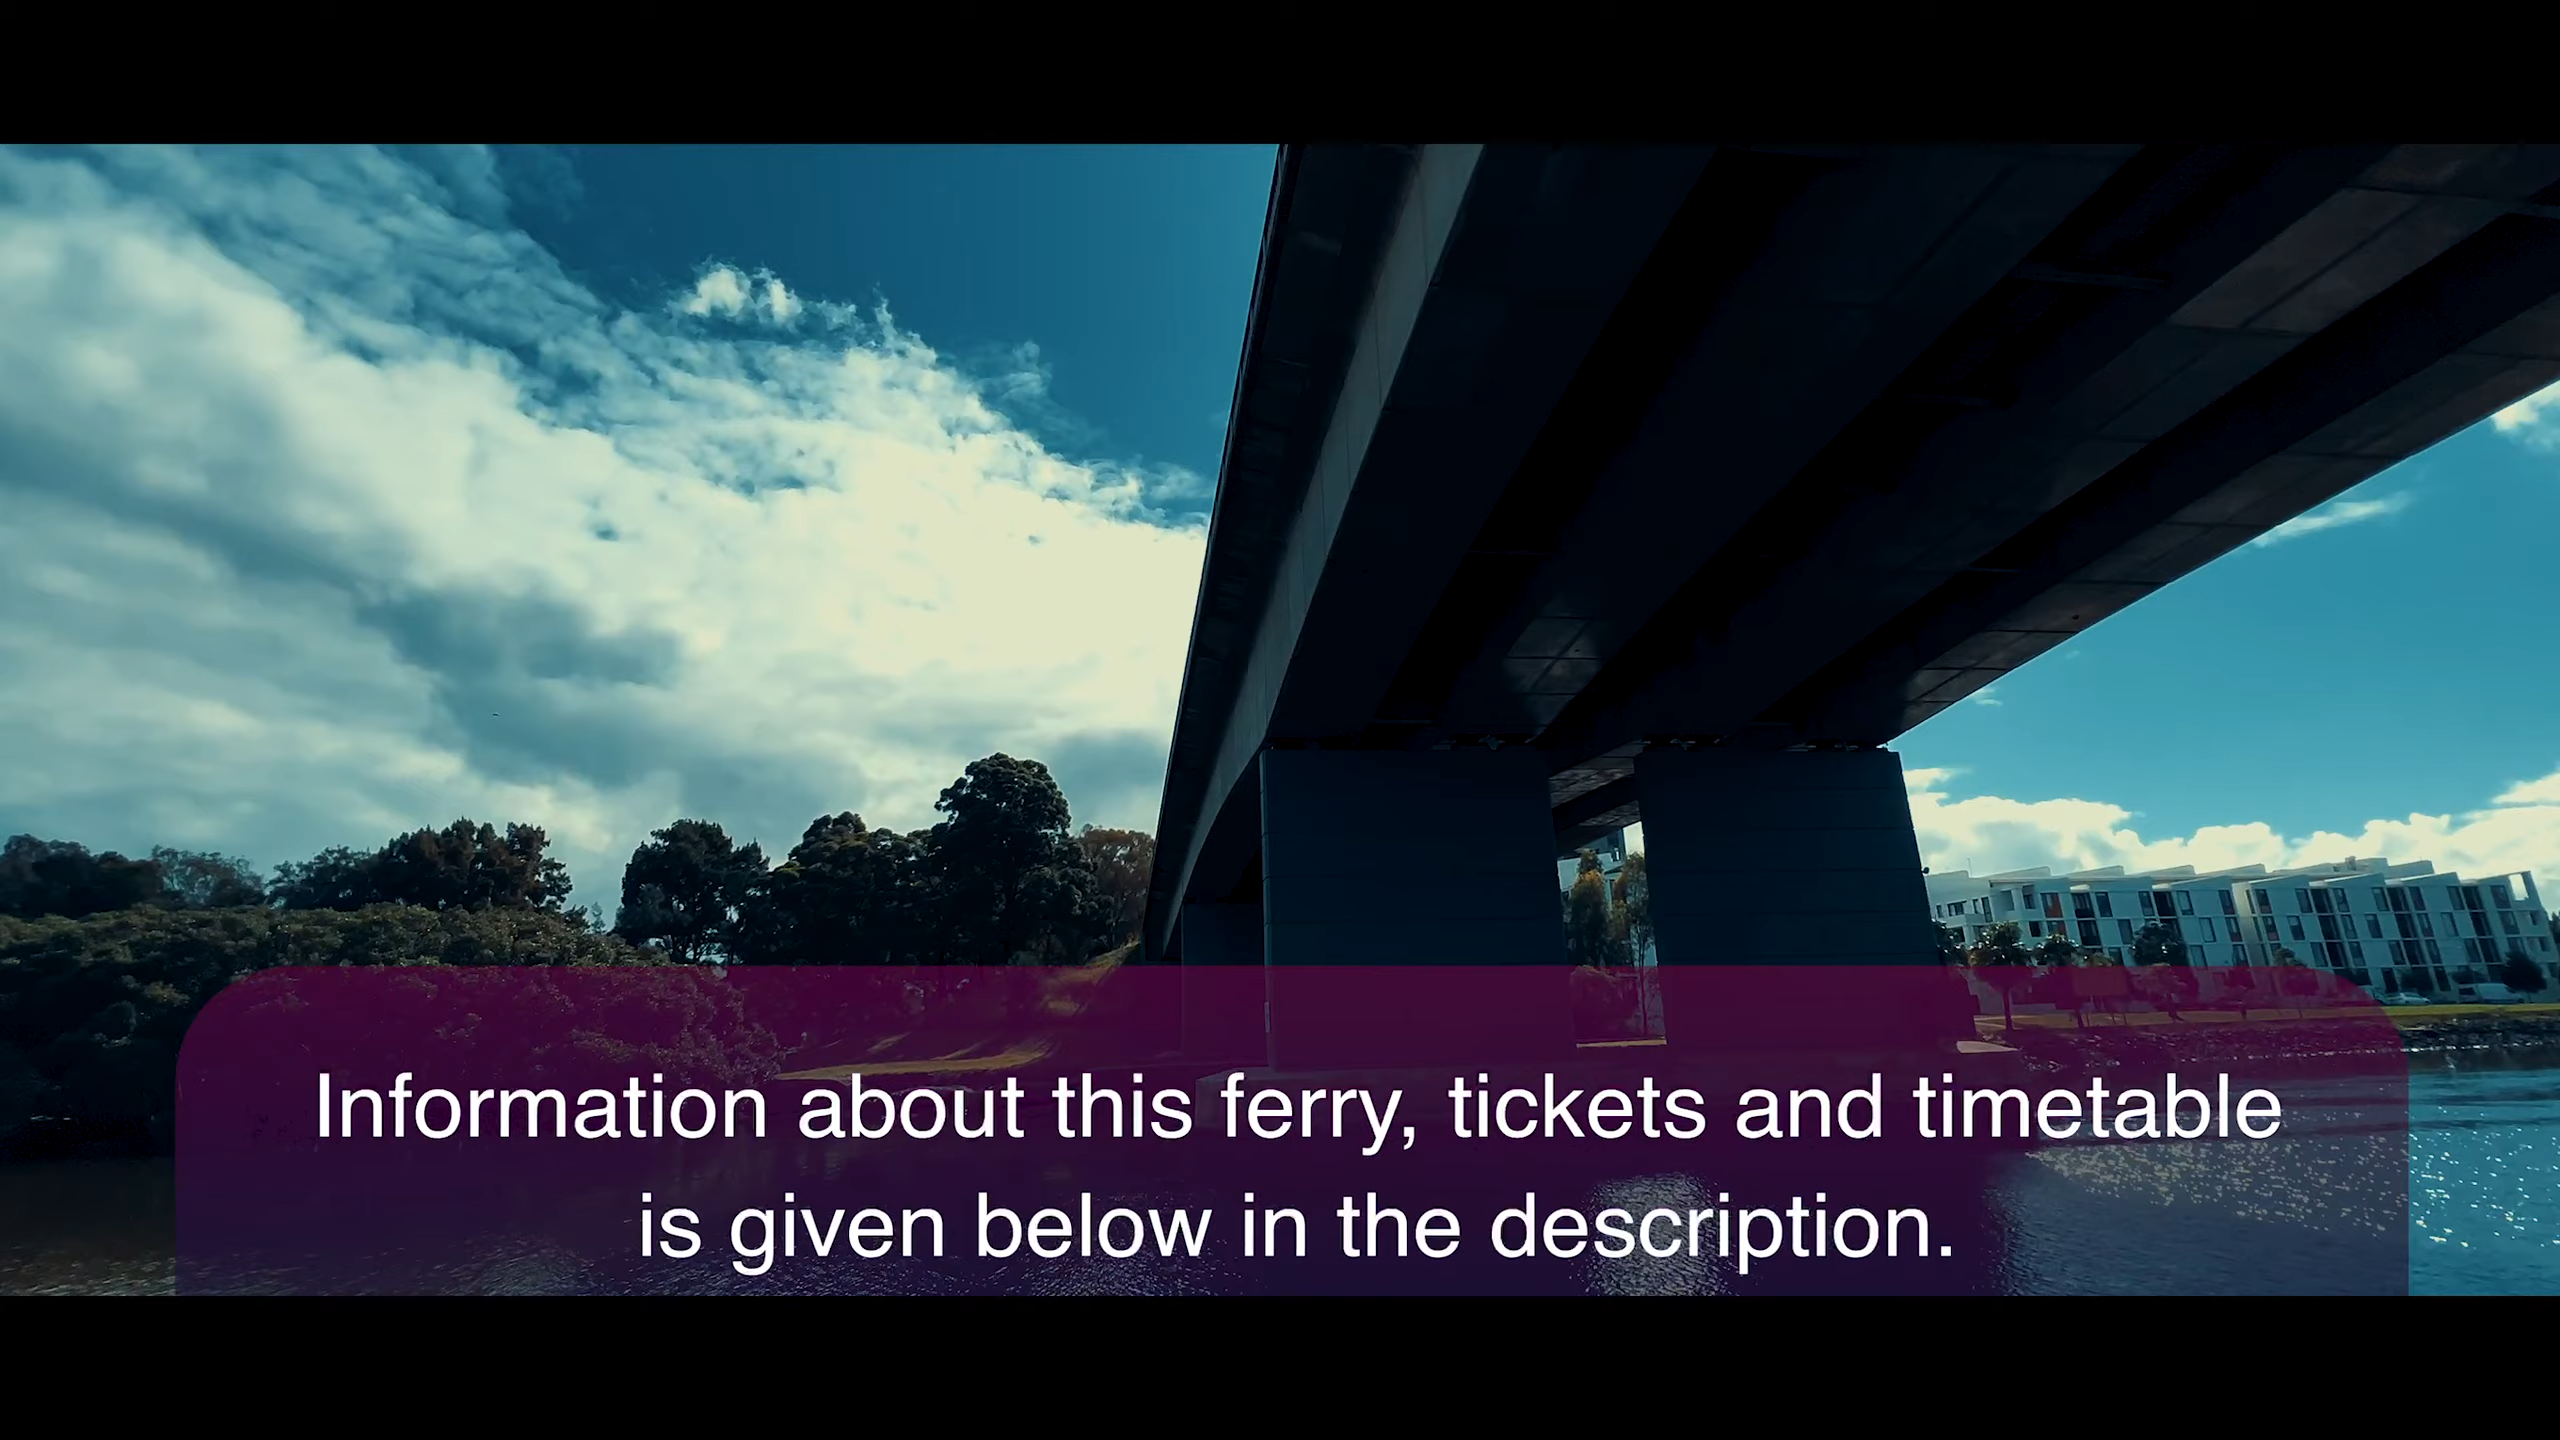 Information about this ferry, tickets and timetable
is given below in the description.